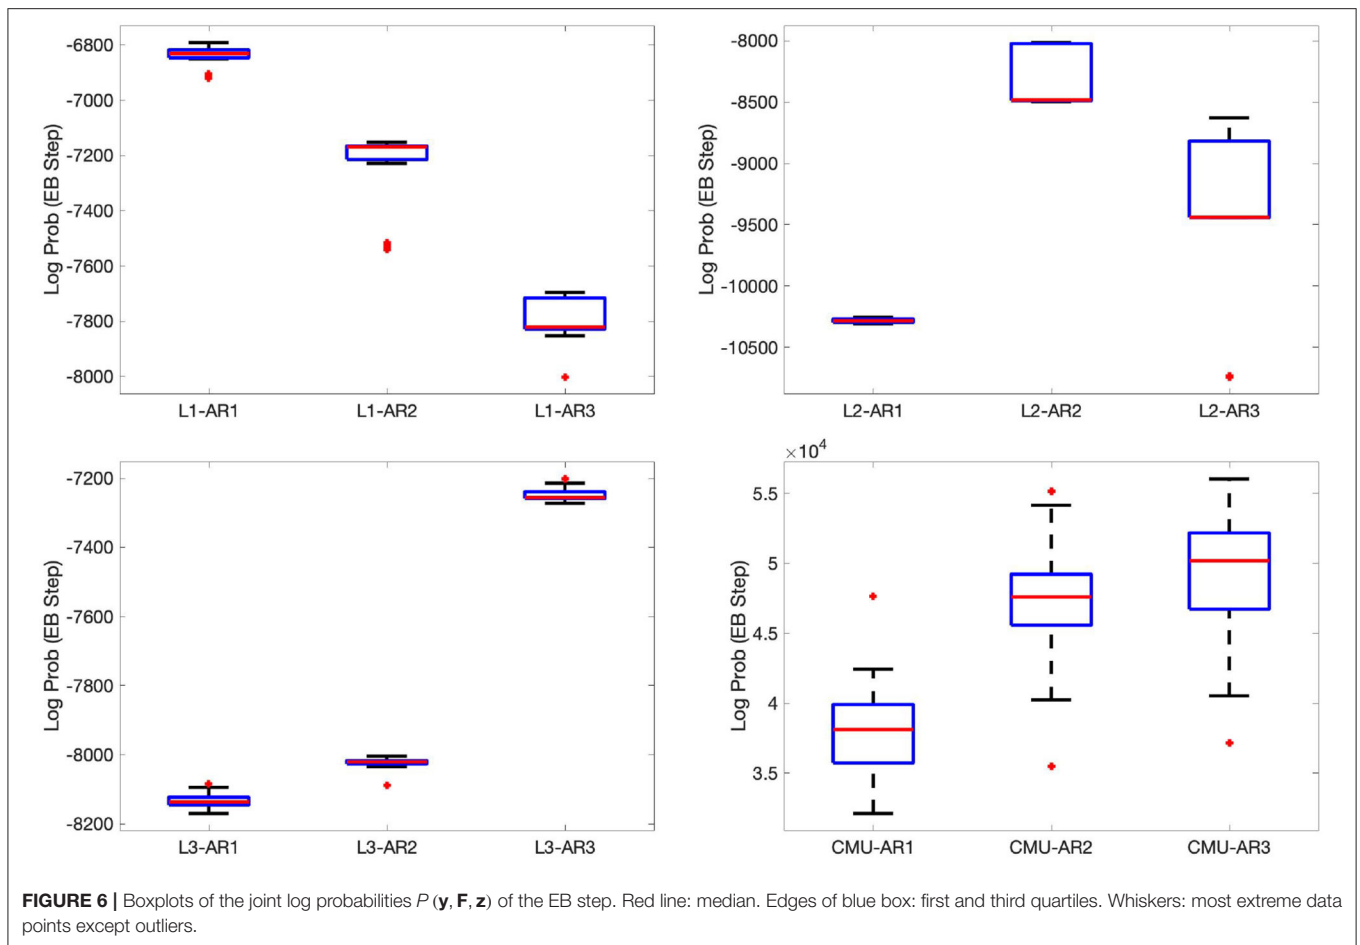 -6800
-7000
-7200
-7400
-7600
-7800
-8000
Log Prob (EB Step)
L1-AR1 L1-AR2 L1-AR3
-8000
-8500
-9000
-9500
-10000
-10500
Log Prob (EB Step)
L2-AR1 L2-AR2 L2-AR3
-7200
-7400
-7600
-7800
-8000
-8200
Log Prob (EB Step)
L3-AR1 L3-AR2 L3-AR3
×10⁴
5.5
5
4.5
4
3.5
Log Prob (EB Step)
CMU-AR1 CMU-AR2 CMU-AR3
FIGURE 6 | Boxplots of the joint log probabilities P (y, F, z) of the EB step. Red line: median. Edges of blue box: first and third quartiles. Whiskers: most extreme data
points except outliers.